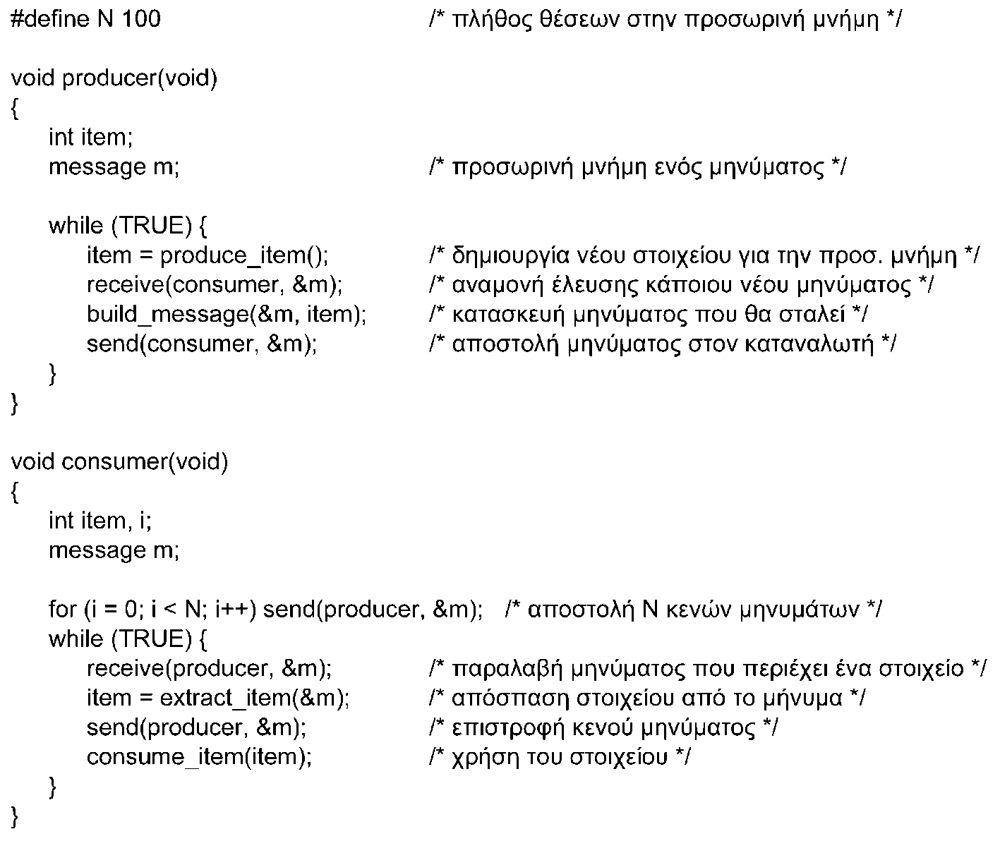 #define N 100 /* πλήθος θέσεων στην προσωρινή μνήμη */
void producer(void)
{
int item;
message m; /* προσωρινή μνήμη ενός μηνύματος */
while (TRUE) {
item = produce_item(); /* δημιουργία νέου στοιχείου για την προσ. μνήμη */
receive(consumer, &m); /* αναμονή έλευσης κάποιου νέου μηνύματος */
build_message(&m, item); /* κατασκευή μηνύματος που θα σταλεί */
send(consumer, &m); /* αποστολή μηνύματος στον καταναλωτή */
}
}
void consumer(void)
{
int item, i;
message m;
for (i = 0; i < N; i++) send(producer, &m); /* αποστολή N κενών μηνυμάτων */
while (TRUE) {
receive(producer, &m); /* παραλαβή μηνύματος που περιέχει ένα στοιχείο */
item = extract_item(&m); /* απόσπαση στοιχείου από το μήνυμα */
send(producer, &m); /* επιστροφή κενού μηνύματος */
consume_item(item); /* χρήση του στοιχείου */
}
}